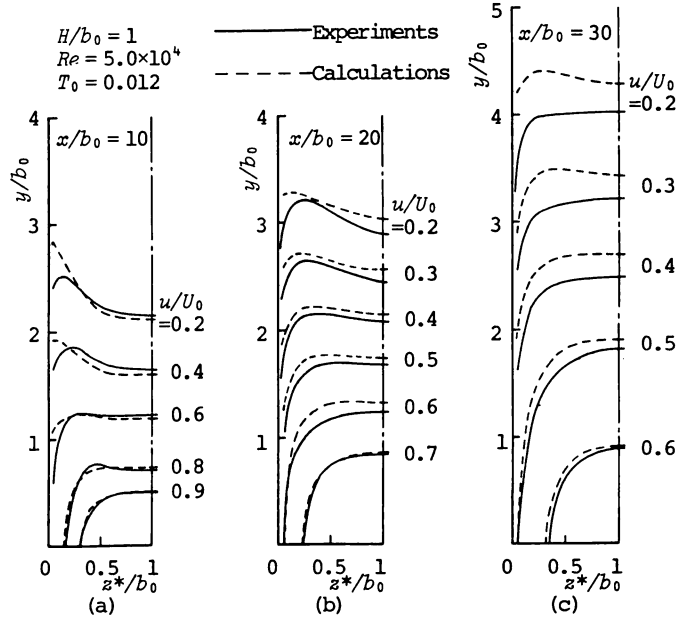 H/b₀ = 1
Re = 5.0×10⁴
T₀ = 0.012
Experiments
Calculations
x/b₀ = 10
y/b₀
4
3
2
1
u/U₀
=0.2
0.4
0.6
0.8
0.9
0 0.5 1
z*/b₀
(a)
x/b₀ = 20
y/b₀
4
3
2
1
u/U₀
=0.2
0.3
0.4
0.5
0.6
0.7
0 0.5 1
z*/b₀
(b)
x/b₀ = 30
y/b₀
5
4
3
2
1
u/U₀
=0.2
0.3
0.4
0.5
0.6
0 0.5 1
z*/b₀
(c)